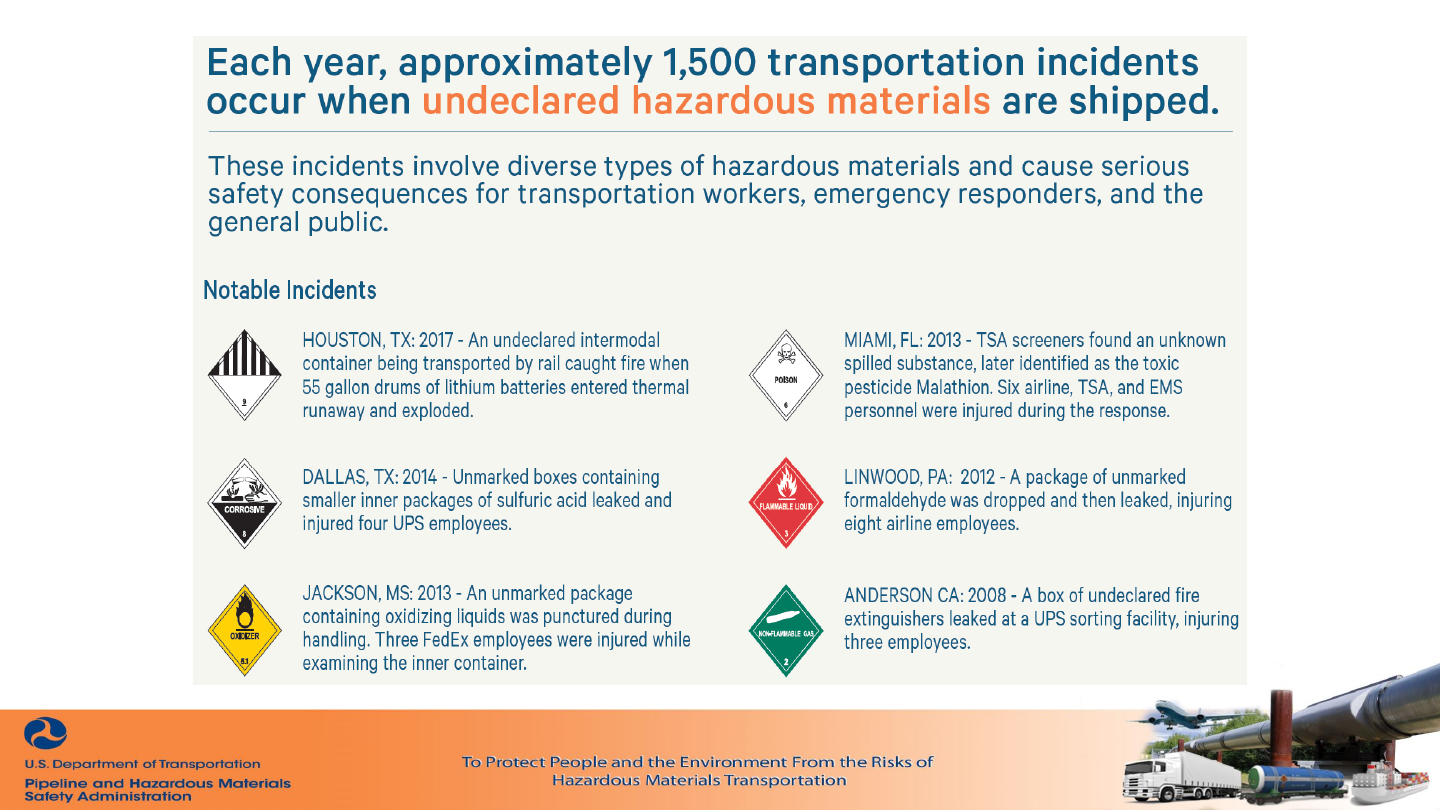 Each year, approximately 1,500 transportation incidents
occur when undeclared hazardous materials are shipped.
These incidents involve diverse types of hazardous materials and cause serious
safety consequences for transportation workers, emergency responders, and the
general public.
Notable Incidents
9
HOUSTON, TX: 2017 - An undeclared intermodal
container being transported by rail caught fire when
55 gallon drums of lithium batteries entered thermal
runaway and exploded.
CORROSIVE
8
DALLAS, TX: 2014 - Unmarked boxes containing
smaller inner packages of sulfuric acid leaked and
injured four UPS employees.
OXIDIZER
5.1
JACKSON, MS: 2013 - An unmarked package
containing oxidizing liquids was punctured during
handling. Three FedEx employees were injured while
examining the inner container.
POISON
6
MIAMI, FL: 2013 - TSA screeners found an unknown
spilled substance, later identified as the toxic
pesticide Malathion. Six airline, TSA, and EMS
personnel were injured during the response.
FLAMMABLE LIQUID
3
LINWOOD, PA: 2012 - A package of unmarked
formaldehyde was dropped and then leaked, injuring
eight airline employees.
NON-FLAMMABLE GAS
2
ANDERSON CA: 2008 - A box of undeclared fire
extinguishers leaked at a UPS sorting facility, injuring
three employees.
U.S. Department of Transportation
Pipeline and Hazardous Materials
Safety Administration
To Protect People and the Environment From the Risks of
Hazardous Materials Transportation